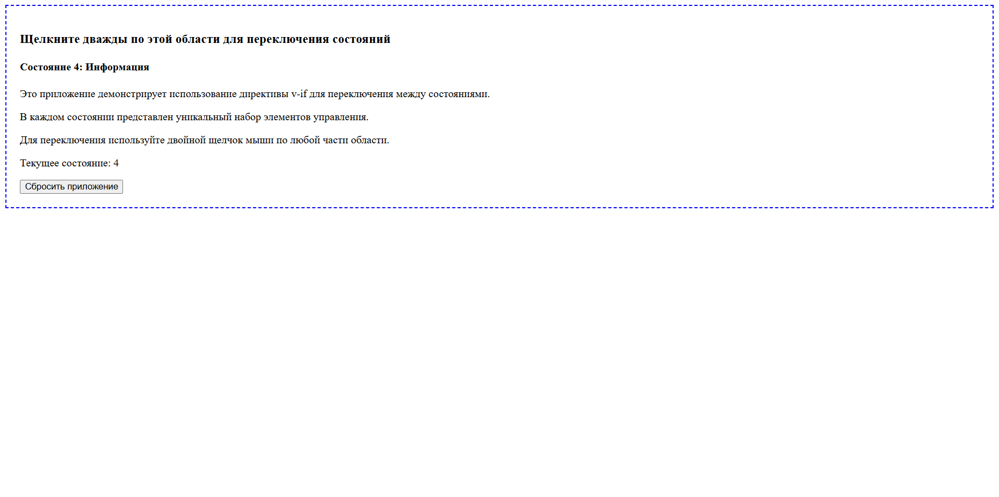 Щелкните дважды по этой области для переключения состояний
Состояние 4: Информация
Это приложение демонстрирует использование директивы v-if для переключения между состояниями.
В каждом состоянии представлен уникальный набор элементов управления.
Для переключения используйте двойной щелчок мыши по любой части области.
Текущее состояние: 4
Сбросить приложение